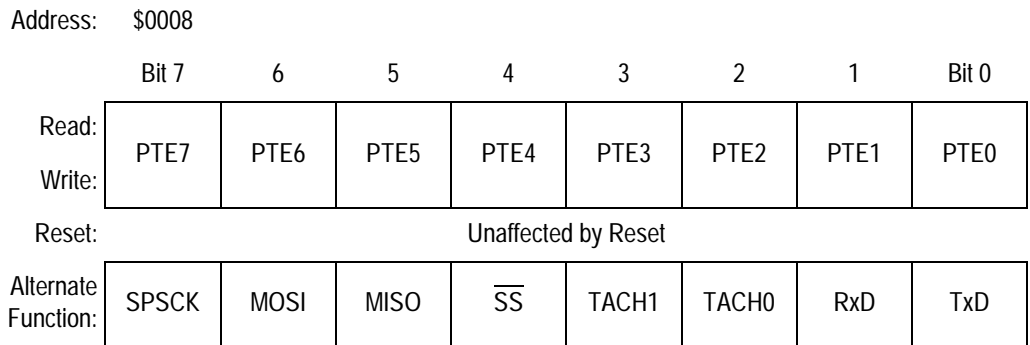 Address: $0008
Bit 7 6 5 4 3 2 1 Bit 0
Read:
PTE7 PTE6 PTE5 PTE4 PTE3 PTE2 PTE1 PTE0
Write:
Reset: Unaffected by Reset
Alternate
Function: SPSCK MOSI MISO S̅S̅ TACH1 TACH0 RxD TxD